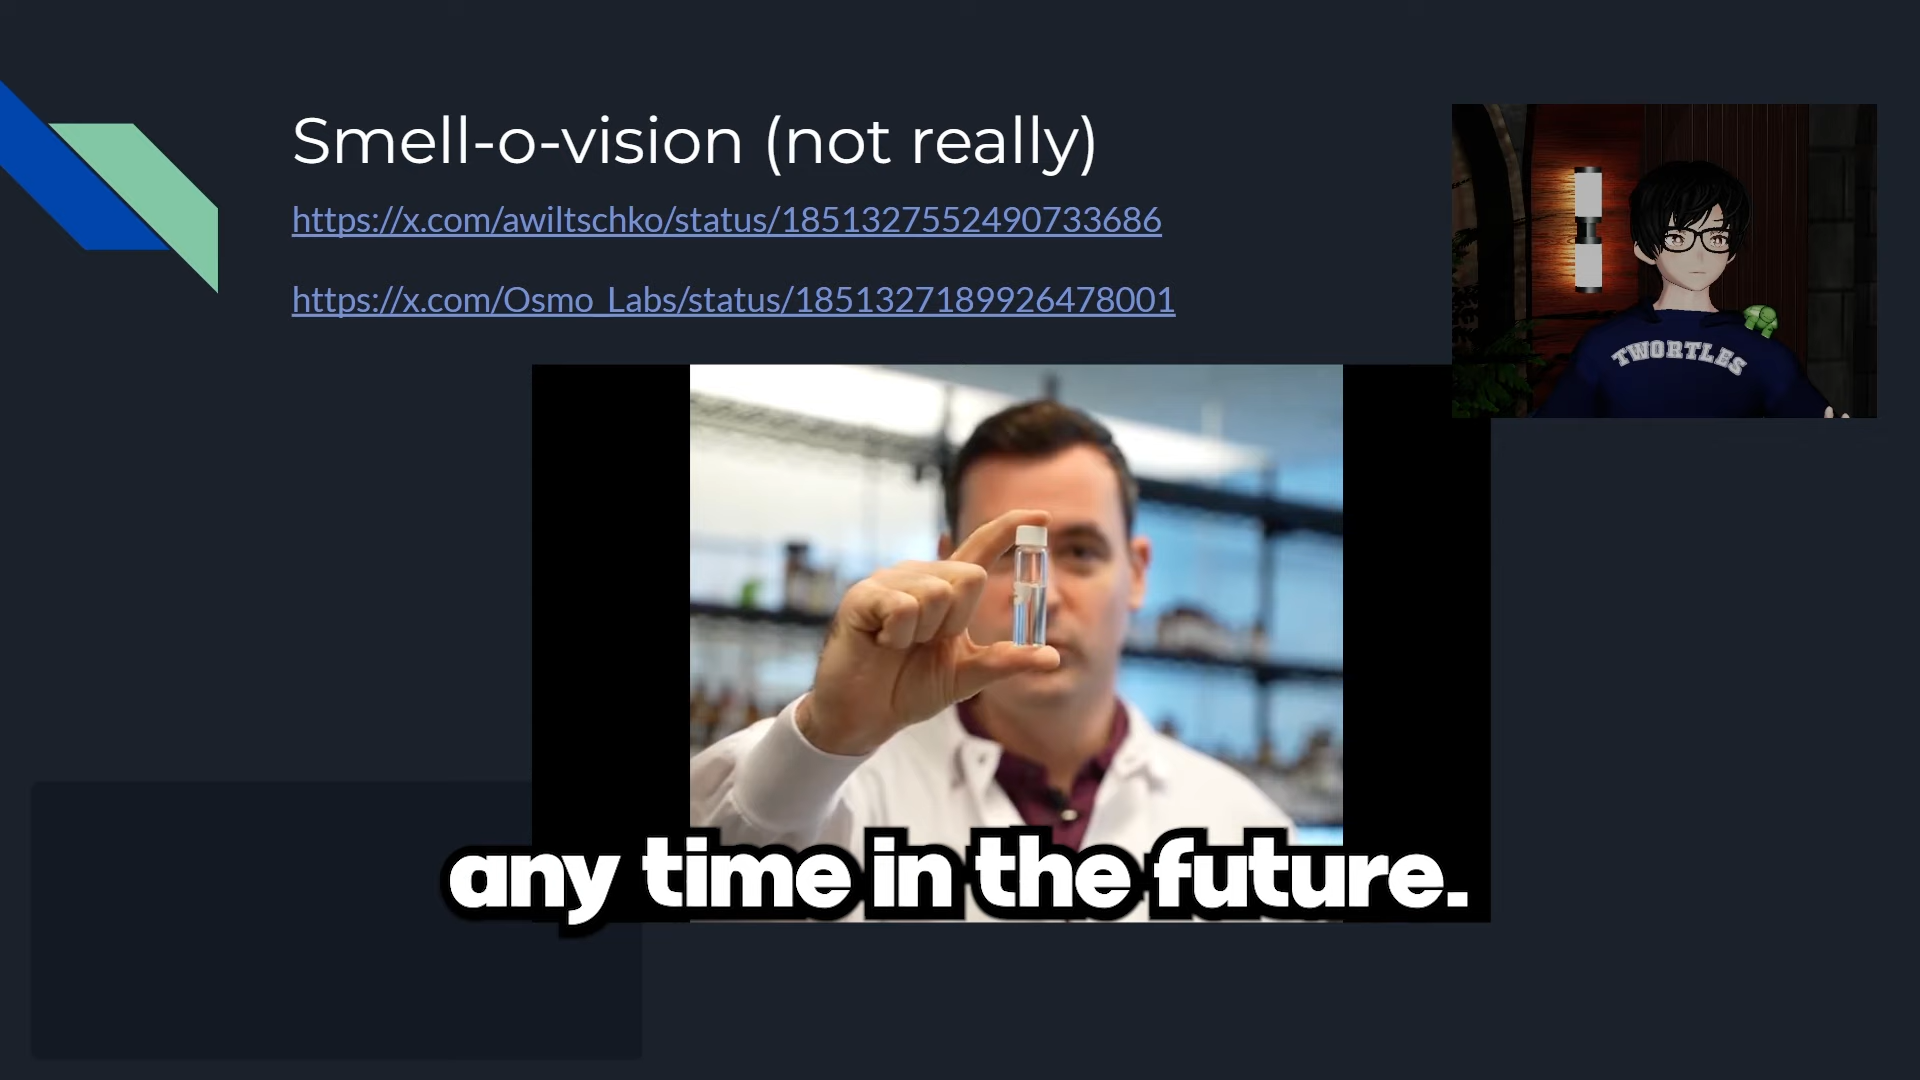 Smell-o-vision (not really)
https://x.com/awiltschko/status/1851327552490733686
https://x.com/Osmo_Labs/status/1851327189926478001
TWORTLES
any time in the future.